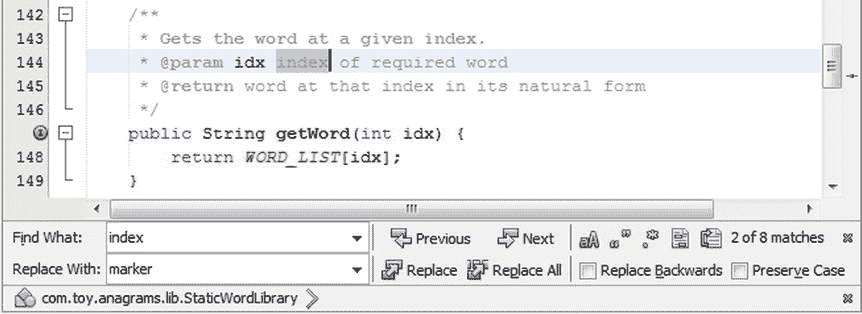 142 /**
143 * Gets the word at a given index.
144 * @param idx index of required word
145 * @return word at that index in its natural form
146 */
public String getWord(int idx) {
148 return WORD_LIST[idx];
149 }
Find What: index Previous Next aA 2 of 8 matches
Replace With: marker Replace Replace All Replace Backwards Preserve Case
com.toy.anagrams.lib.StaticWordLibrary